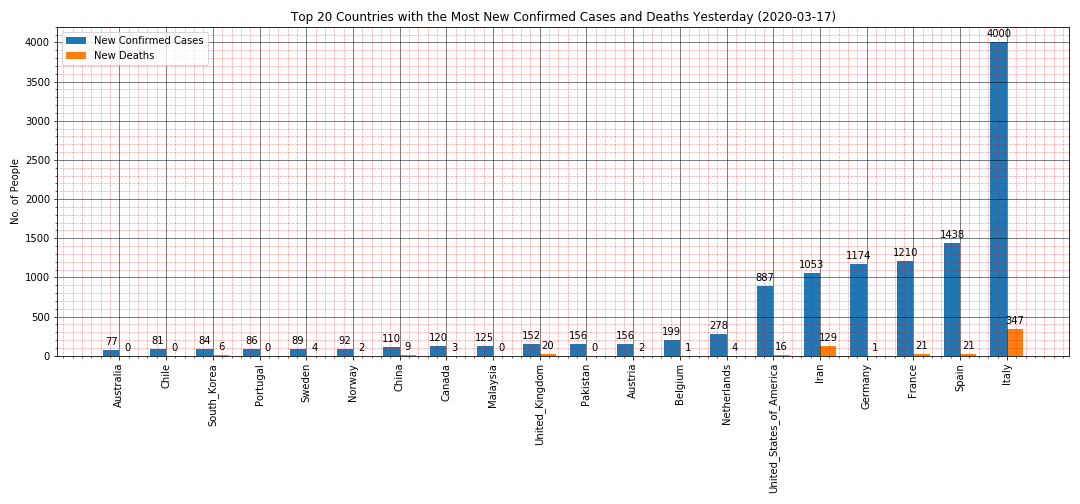 Top 20 Countries with the Most New Confirmed Cases and Deaths Yesterday (2020-03-17)
New Confirmed Cases
New Deaths
No. of People
4000
3500
3000
2500
2000
1500
1000
500
0
77 0
81 0
84 6
86 0
89 4
92 2
110 9
120 3
125 0
152 20
156 0
156 2
199 1
278 4
887 16
1053 129
1174 1
1210 21
1438 21
4000 347
Australia
Chile
South_Korea
Portugal
Sweden
Norway
China
Canada
Malaysia
United_Kingdom
Pakistan
Austria
Belgium
Netherlands
United_States_of_America
Iran
Germany
France
Spain
Italy